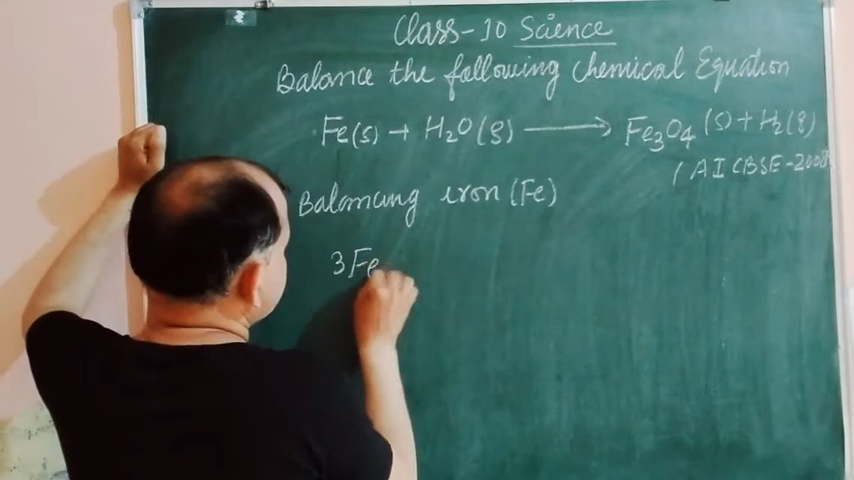 Class-10 Science
Balance the following Chemical Equation
Fe(s) + H₂O(g) → Fe₃O₄(s) + H₂(g)
(AI CBSE-2008
Balancing iron (Fe)
3Fe